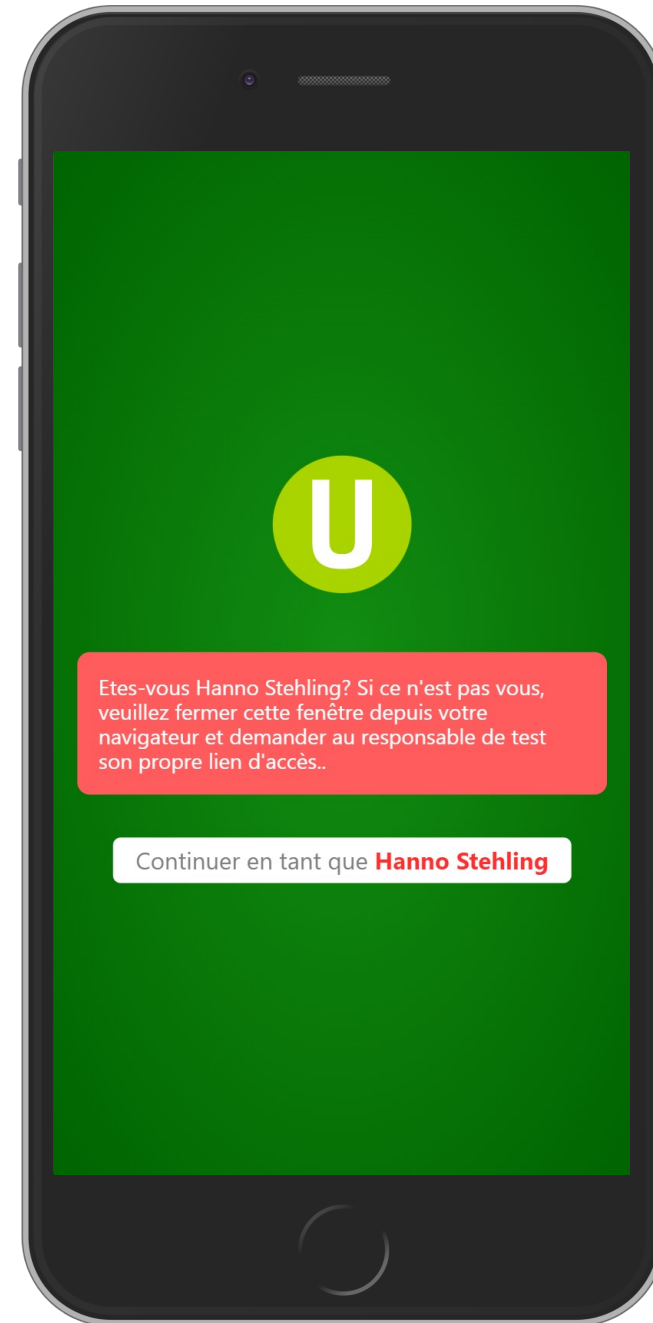 U
Etes-vous Hanno Stehling? Si ce n'est pas vous,
veuillez fermer cette fenêtre depuis votre
navigateur et demander au responsable de test
son propre lien d'accès..
Continuer en tant que Hanno Stehling